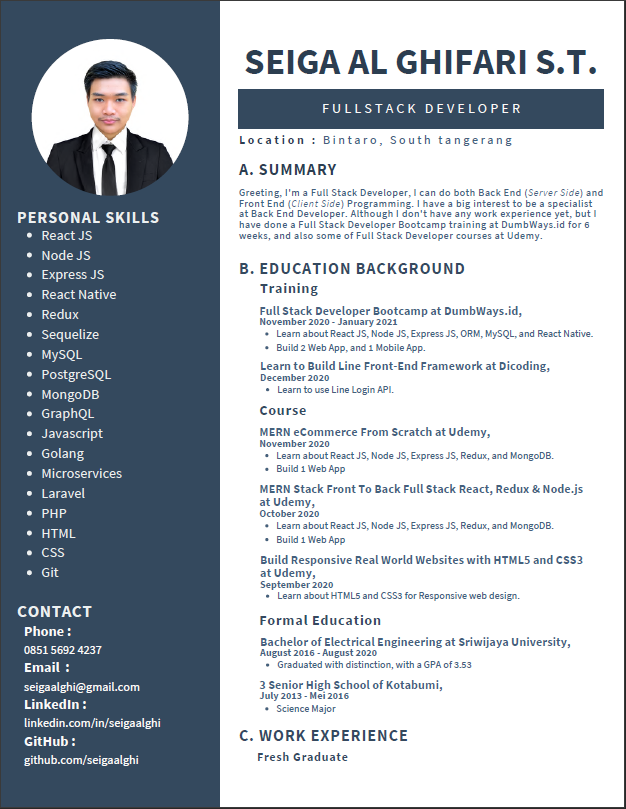 PERSONAL SKILLS
React JS
Node JS
Express JS
React Native
Redux
Sequelize
MySQL
PostgreSQL
MongoDB
GraphQL
Javascript
Golang
Microservices
Laravel
PHP
HTML
CSS
Git
CONTACT
Phone :
0851 5692 4237
Email :
seigaalghi@gmail.com
LinkedIn :
linkedin.com/in/seigaalghi
GitHub :
github.com/seigaalghi
SEIGA AL GHIFARI S.T.
FULLSTACK DEVELOPER
Location : Bintaro, South tangerang
A. SUMMARY
Greeting, I'm a Full Stack Developer, I can do both Back End (Server Side) and
Front End (Client Side) Programming. I have a big interest to be a specialist
at Back End Developer. Although I don't have any work experience yet, but I
have done a Full Stack Developer Bootcamp training at DumbWays.id for 6
weeks, and also some of Full Stack Developer courses at Udemy.
B. EDUCATION BACKGROUND
Training
Full Stack Developer Bootcamp at DumbWays.id,
November 2020 - January 2021
Learn about React JS, Node JS, Express JS, ORM, MySQL, and React Native.
Build 2 Web App, and 1 Mobile App.
Learn to Build Line Front-End Framework at Dicoding,
December 2020
Learn to use Line Login API.
Course
MERN eCommerce From Scratch at Udemy,
November 2020
Learn about React JS, Node JS, Express JS, Redux, and MongoDB.
Build 1 Web App
MERN Stack Front To Back Full Stack React, Redux & Node.js
at Udemy,
October 2020
Learn about React JS, Node JS, Express JS, Redux, and MongoDB.
Build 1 Web App
Build Responsive Real World Websites with HTML5 and CSS3
at Udemy,
September 2020
Learn about HTML5 and CSS3 for Responsive web design.
Formal Education
Bachelor of Electrical Engineering at Sriwijaya University,
August 2016 - August 2020
Graduated with distinction, with a GPA of 3.53
3 Senior High School of Kotabumi,
July 2013 - Mei 2016
Science Major
C. WORK EXPERIENCE
Fresh Graduate